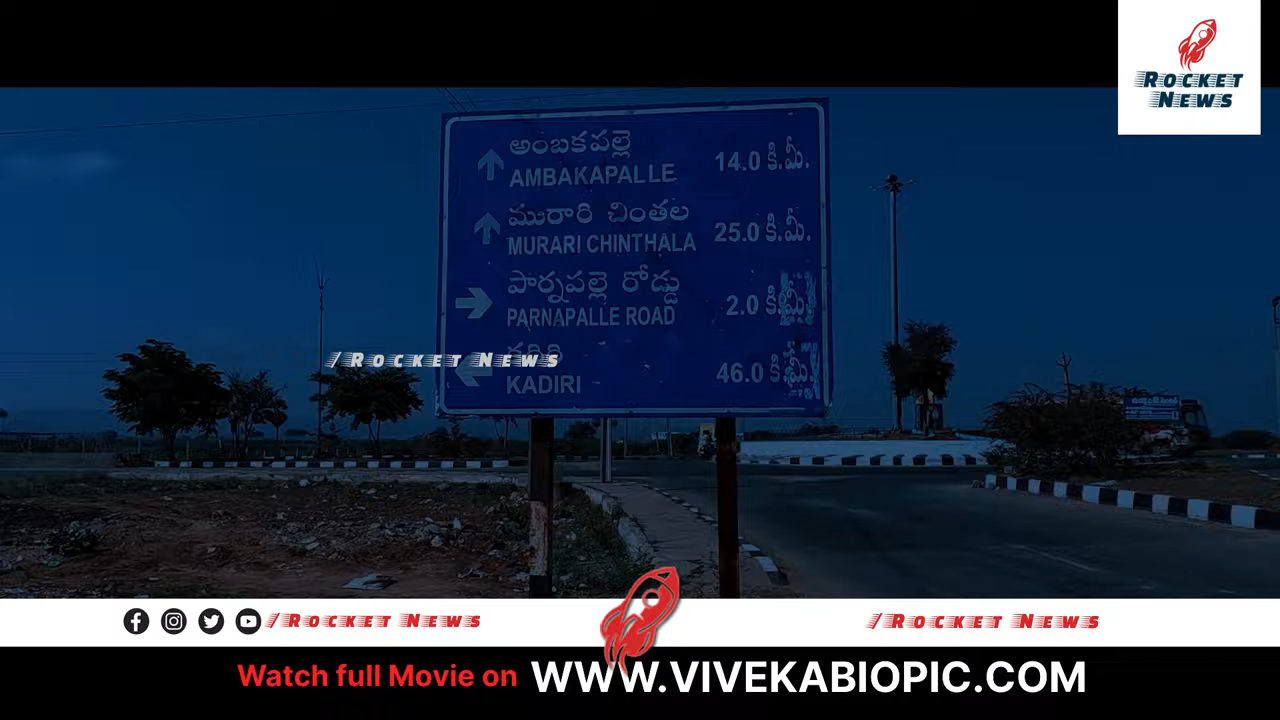 ROCKET
NEWS
అంబకపల్లె
AMBAKAPALLE
14.0 కి.మీ.
మురారి చింతల
MURARI CHINTHALA
25.0 కి.మీ.
పార్నపల్లె రోడ్డు
PARNAPALLE ROAD
2.0 కి.మీ.
/ROCKET NEWS
కదిరి
KADIRI
46.0 కి.మీ.
/ROCKET NEWS
/ROCKET NEWS
Watch full Movie on WWW.VIVEKABIOPIC.COM